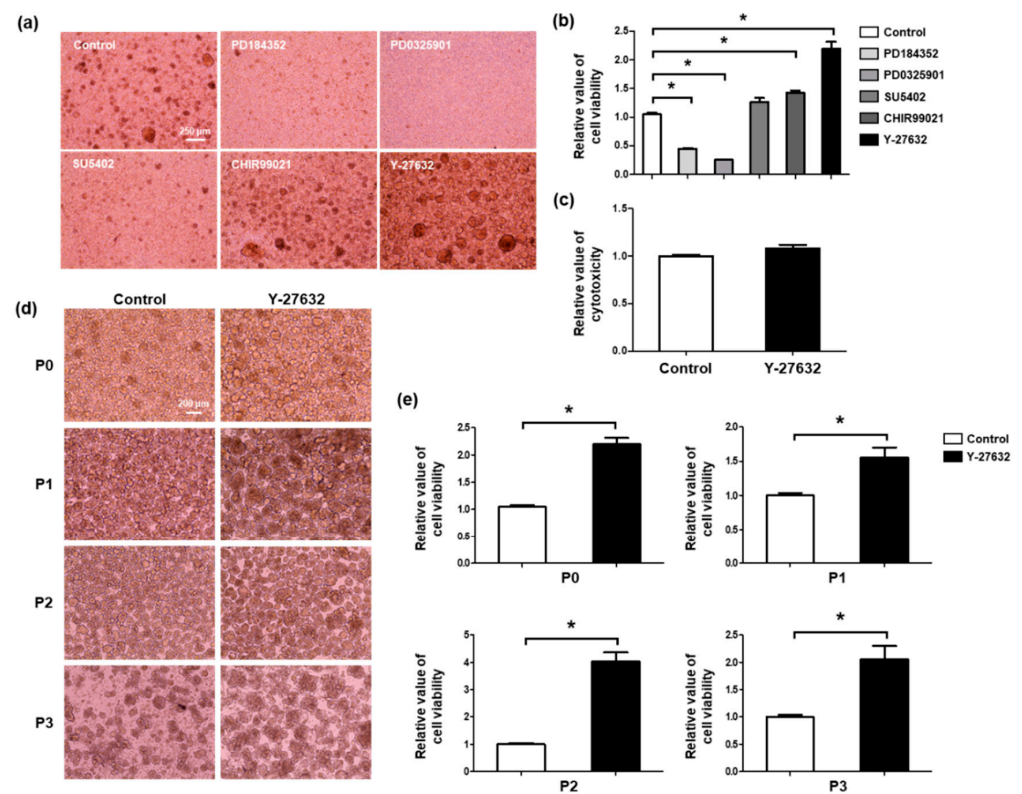 (a)
Control
PD184352
PD0325901
250 µm
SU5402
CHIR99021
Y-27632
(b)
Relative value of
cell viability
2.5
2.0
1.5
1.0
0.5
0.0
*
*
*
*
Control
PD184352
PD0325901
SU5402
CHIR99021
Y-27632
(c)
Relative value of
cytotoxicity
1.5
1.0
0.5
0.0
Control
Y-27632
(d)
Control
Y-27632
P0
200 µm
P1
P2
P3
(e)
Relative value of
cell viability
2.5
2.0
1.5
1.0
0.5
0.0
*
P0
Relative value of
cell viability
2.0
1.5
1.0
0.5
0.0
*
P1
Control
Y-27632
Relative value of
cell viability
5
4
3
2
1
0
*
P2
Relative value of
cell viability
2.5
2.0
1.5
1.0
0.5
0.0
*
P3